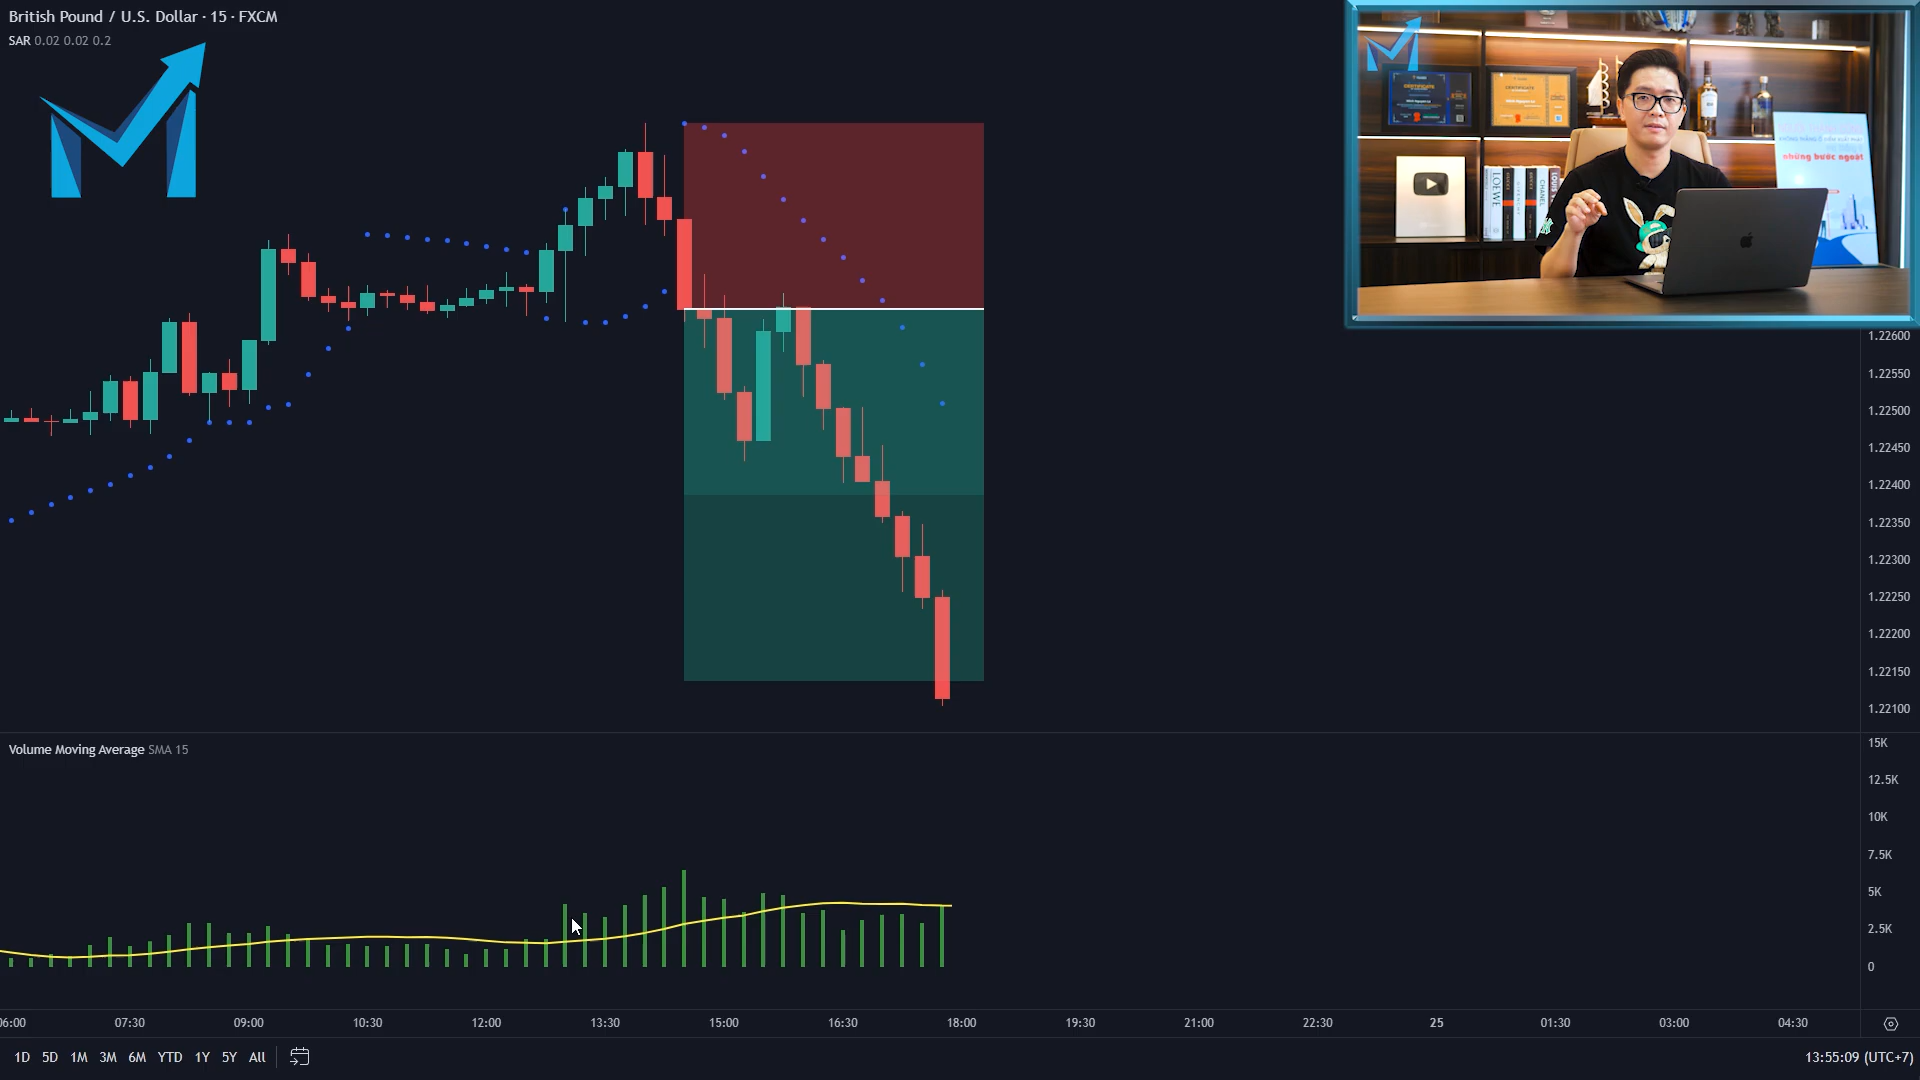 British Pound / U.S. Dollar · 15 · FXCM
SAR 0.02 0.02 0.2
CERTIFICATE
CERTIFICATE
LOEWE
CHANEL
LOUIS
những bước ngoặt
1.22600
1.22550
1.22500
1.22450
1.22400
1.22350
1.22300
1.22250
1.22200
1.22150
1.22100
Volume Moving Average SMA 15
15K
12.5K
10K
7.5K
5K
2.5K
0
06:00
07:30
09:00
10:30
12:00
13:30
15:00
16:30
18:00
19:30
21:00
22:30
25
01:30
03:00
04:30
1D 5D 1M 3M 6M YTD 1Y 5Y All
13:55:09 (UTC+7)